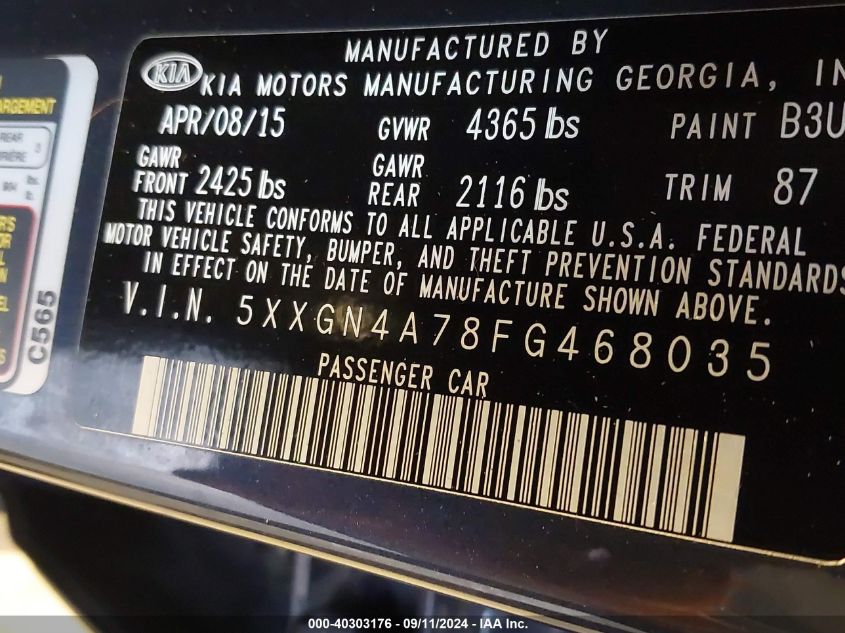 MANUFACTURED BY
KIA KIA MOTORS MANUFACTURING GEORGIA,
APR/08/15 GVWR 4365 lbs PAINT B3U
GAWR FRONT 2425 lbs GAWR REAR 2116 lbs TRIM 87
THIS VEHICLE CONFORMS TO ALL APPLICABLE U.S.A. FEDERAL
MOTOR VEHICLE SAFETY, BUMPER, AND THEFT PREVENTION STANDARDS
IN EFFECT ON THE DATE OF MANUFACTURE SHOWN ABOVE.
V.I.N. 5XXGN4A78FG468035
PASSENGER CAR
C565
REAR
000-40303176 - 09/11/2024 - IAA Inc.